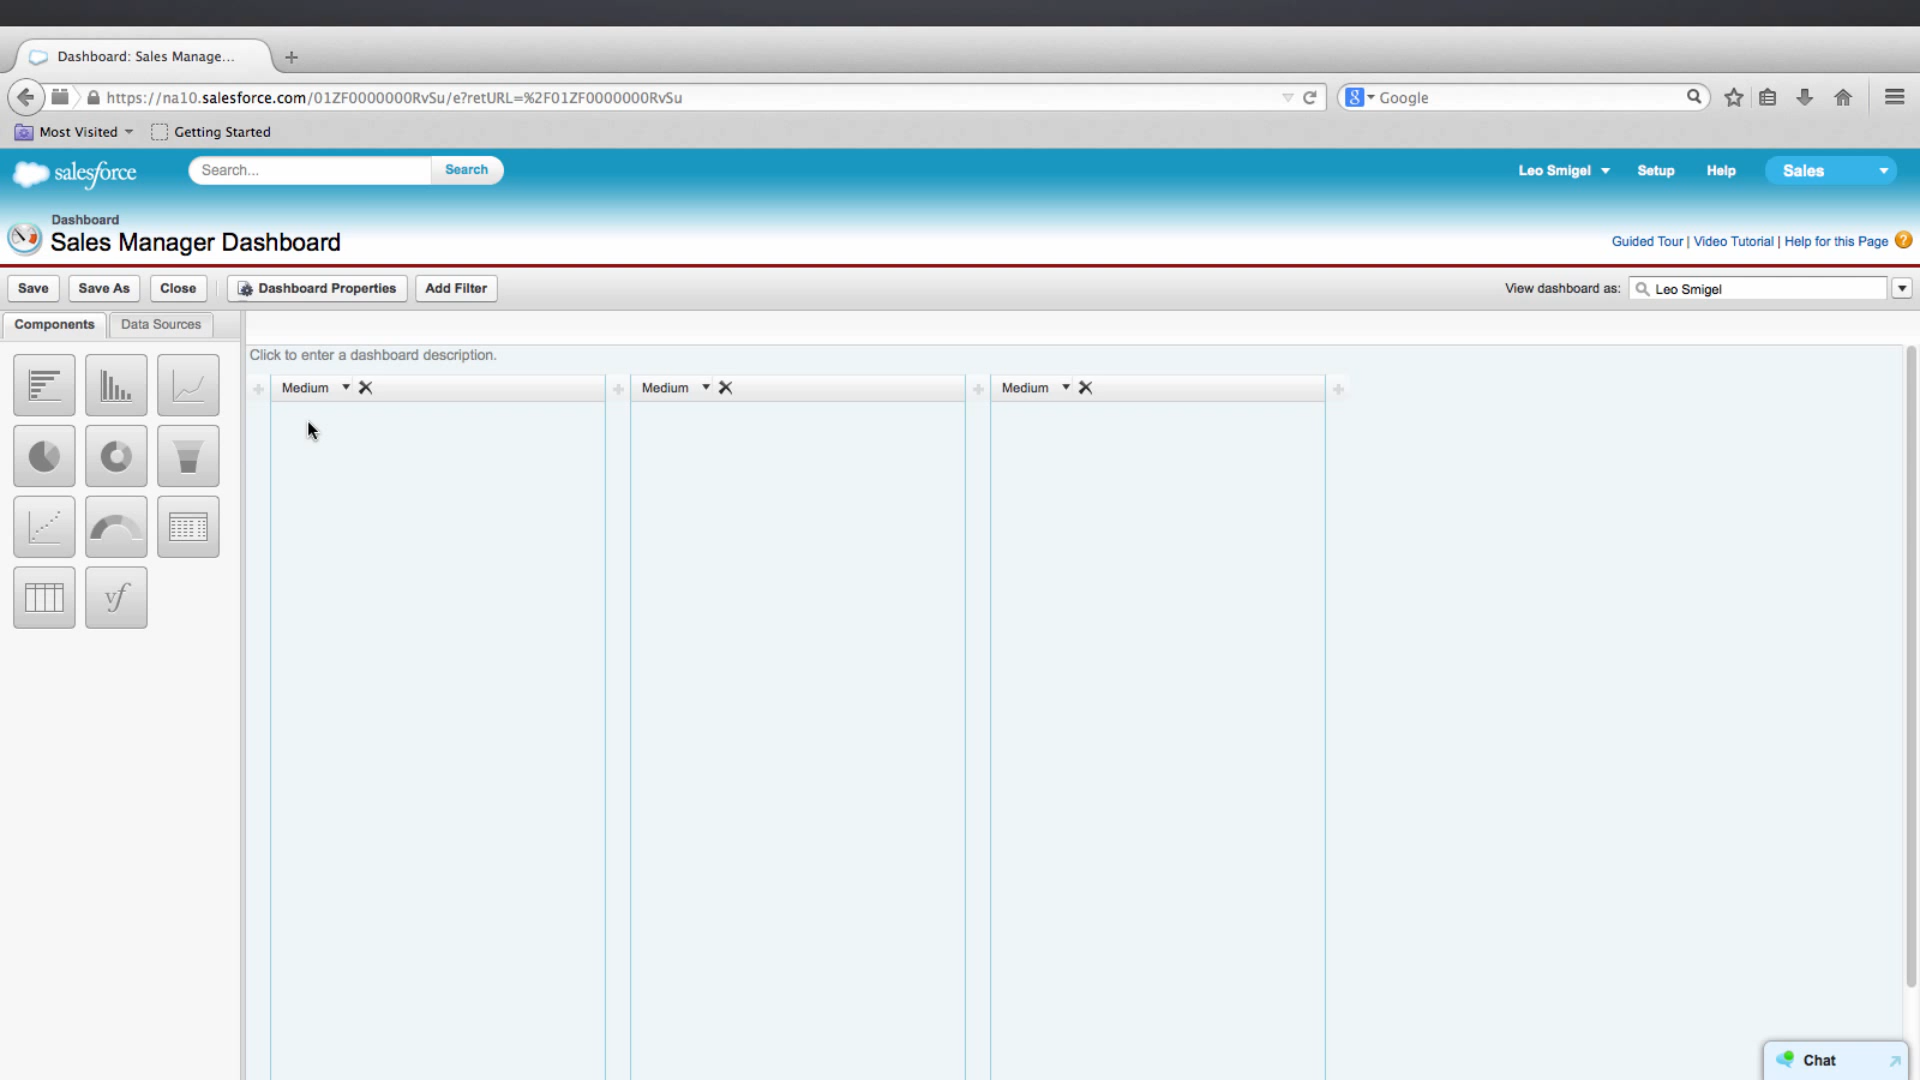 Dashboard: Sales Manage...
https://na10.salesforce.com/01ZF0000000RvSu/e?retURL=%2F01ZF0000000RvSu
8 Google
Most Visited Getting Started
salesforce Search... Search Leo Smigel Setup Help Sales
Dashboard
Sales Manager Dashboard
Guided Tour | Video Tutorial | Help for this Page ?
Save Save As Close Dashboard Properties Add Filter View dashboard as: Leo Smigel
Components Data Sources
Click to enter a dashboard description.
Medium Medium Medium
vf
Chat